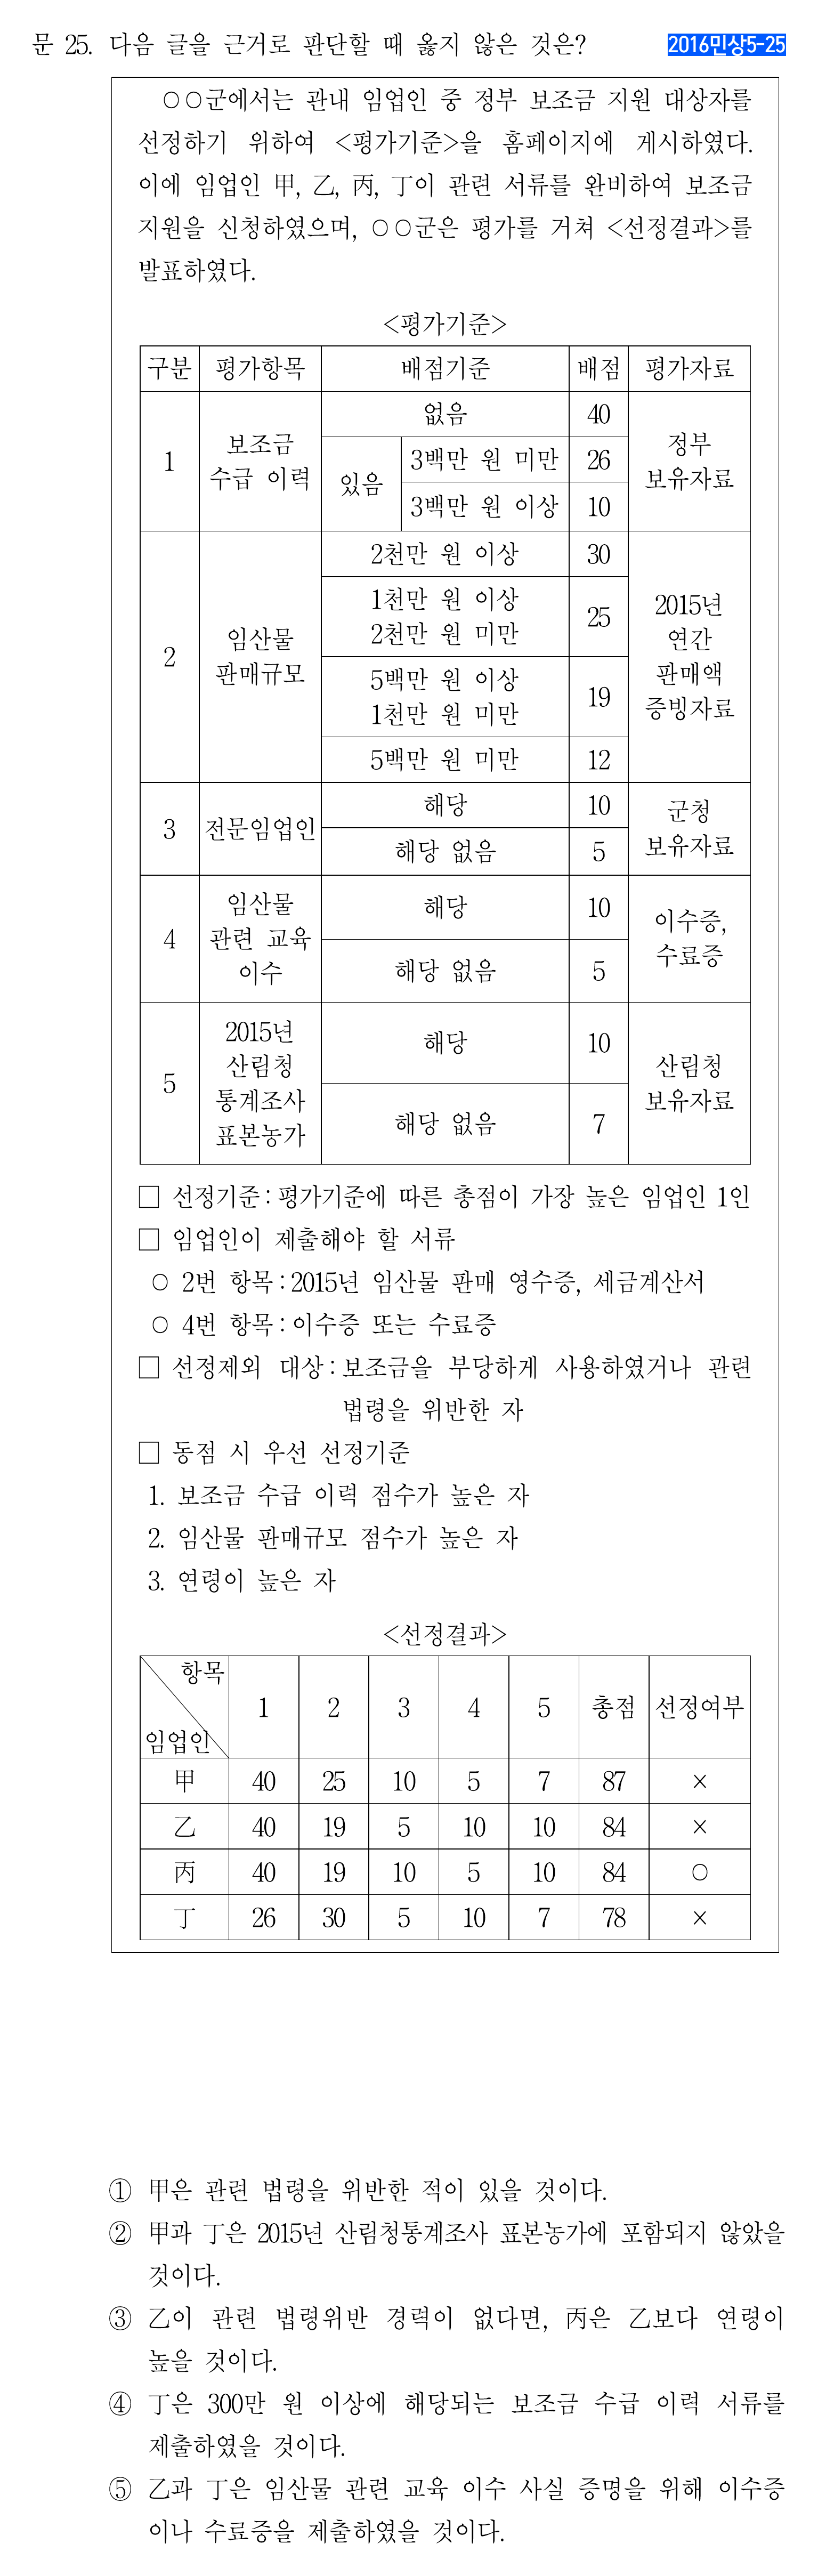 문 25. 다음 글을 근거로 판단할 때 옳지 않은 것은? 2016민상5-25
○○군에서는 관내 임업인 중 정부 보조금 지원 대상자를
선정하기 위하여 <평가기준>을 홈페이지에 게시하였다.
이에 임업인 甲, 乙, 丙, 丁이 관련 서류를 완비하여 보조금
지원을 신청하였으며, ○○군은 평가를 거쳐 <선정결과>를
발표하였다.
<평가기준>
구분 평가항목 배점기준 배점 평가자료
1 보조금 수급 이력 없음 40 정부 보유자료
있음 3백만 원 미만 26
3백만 원 이상 10
2 임산물 판매규모 2천만 원 이상 30 2015년 연간 판매액 증빙자료
1천만 원 이상 2천만 원 미만 25
5백만 원 이상 1천만 원 미만 19
5백만 원 미만 12
3 전문임업인 해당 10 군청 보유자료
해당 없음 5
4 임산물 관련 교육 이수 해당 10 이수증, 수료증
해당 없음 5
5 2015년 산림청 통계조사 표본농가 해당 10 산림청 보유자료
해당 없음 7
□ 선정기준 : 평가기준에 따른 총점이 가장 높은 임업인 1인
□ 임업인이 제출해야 할 서류
○ 2번 항목 : 2015년 임산물 판매 영수증, 세금계산서
○ 4번 항목 : 이수증 또는 수료증
□ 선정제외 대상 : 보조금을 부당하게 사용하였거나 관련
법령을 위반한 자
□ 동점 시 우선 선정기준
1. 보조금 수급 이력 점수가 높은 자
2. 임산물 판매규모 점수가 높은 자
3. 연령이 높은 자
<선정결과>
항목 임업인 1 2 3 4 5 총점 선정여부
甲 40 25 10 5 7 87 ×
乙 40 19 5 10 10 84 ×
丙 40 19 10 5 10 84 ○
丁 26 30 5 10 7 78 ×
① 甲은 관련 법령을 위반한 적이 있을 것이다.
② 甲과 丁은 2015년 산림청통계조사 표본농가에 포함되지 않았을
것이다.
③ 乙이 관련 법령위반 경력이 없다면, 丙은 乙보다 연령이
높을 것이다.
④ 丁은 300만 원 이상에 해당되는 보조금 수급 이력 서류를
제출하였을 것이다.
⑤ 乙과 丁은 임산물 관련 교육 이수 사실 증명을 위해 이수증
이나 수료증을 제출하였을 것이다.